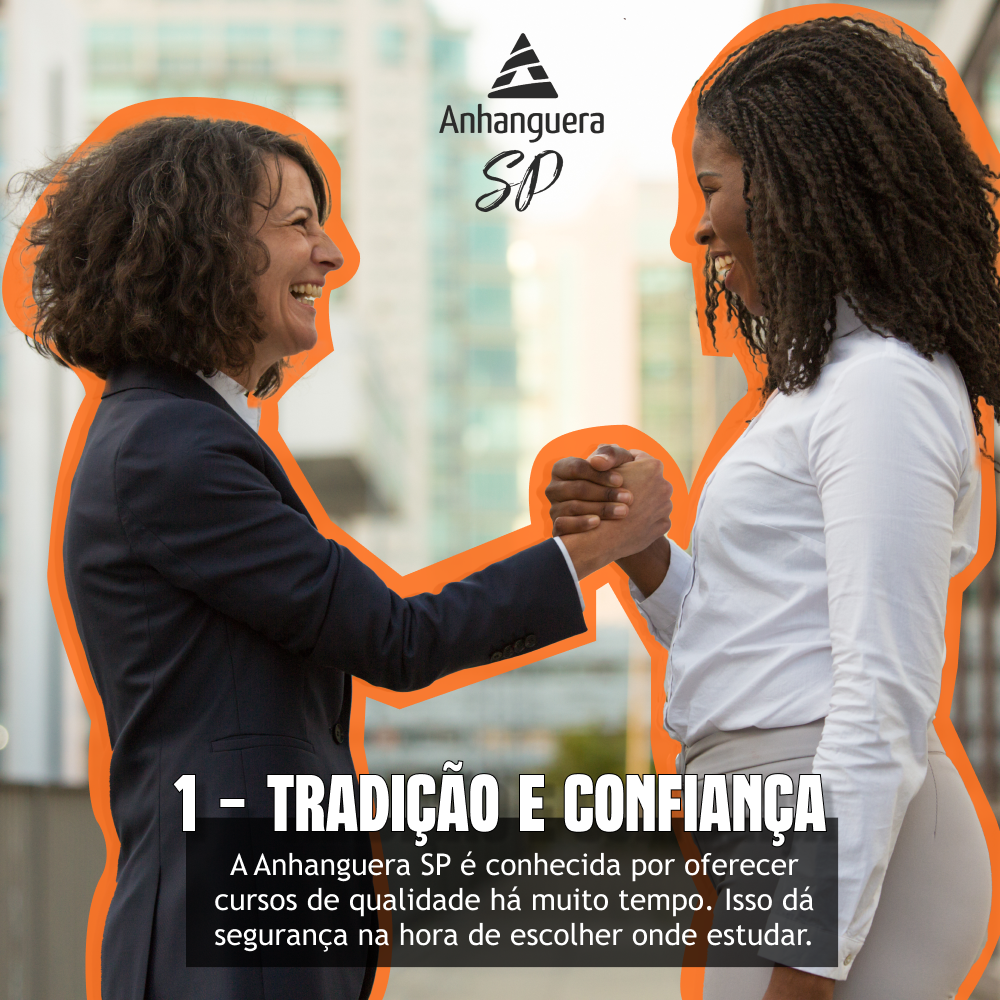 Anhanguera
SP
1 - TRADIÇÃO E CONFIANÇA
A Anhanguera SP é conhecida por oferecer
cursos de qualidade há muito tempo. Isso dá
segurança na hora de escolher onde estudar.